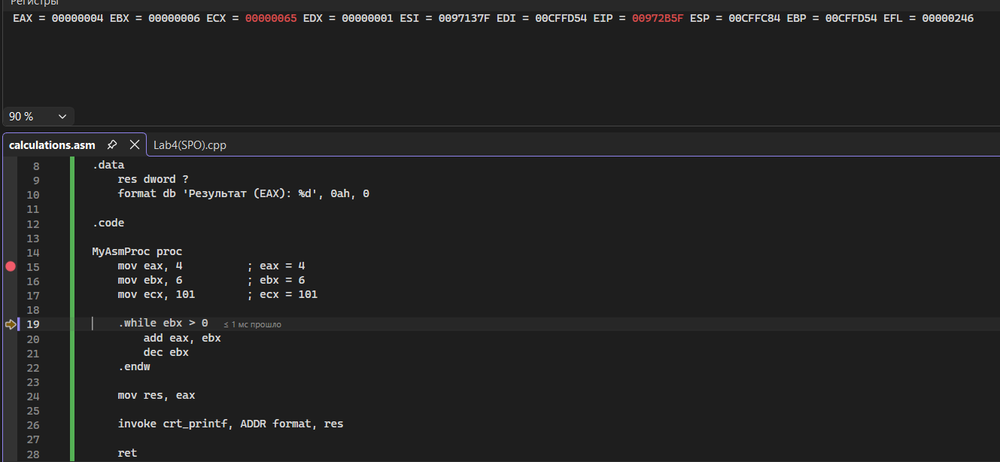 Регистры
EAX = 00000004 EBX = 00000006 ECX = 00000065 EDX = 00000001 ESI = 0097137F EDI = 00CFFD54 EIP = 00972B5F ESP = 00CFFC84 EBP = 00CFFD54 EFL = 00000246
90 %
calculations.asm Lab4(SPO).cpp
8 .data
9 res dword ?
10 format db 'Результат (EAX): %d', 0ah, 0
11
12 .code
13
14 MyAsmProc proc
15 mov eax, 4 ; eax = 4
16 mov ebx, 6 ; ebx = 6
17 mov ecx, 101 ; ecx = 101
18
19 .while ebx > 0 ≤ 1 мс прошло
20 add eax, ebx
21 dec ebx
22 .endw
23
24 mov res, eax
25
26 invoke crt_printf, ADDR format, res
27
28 ret